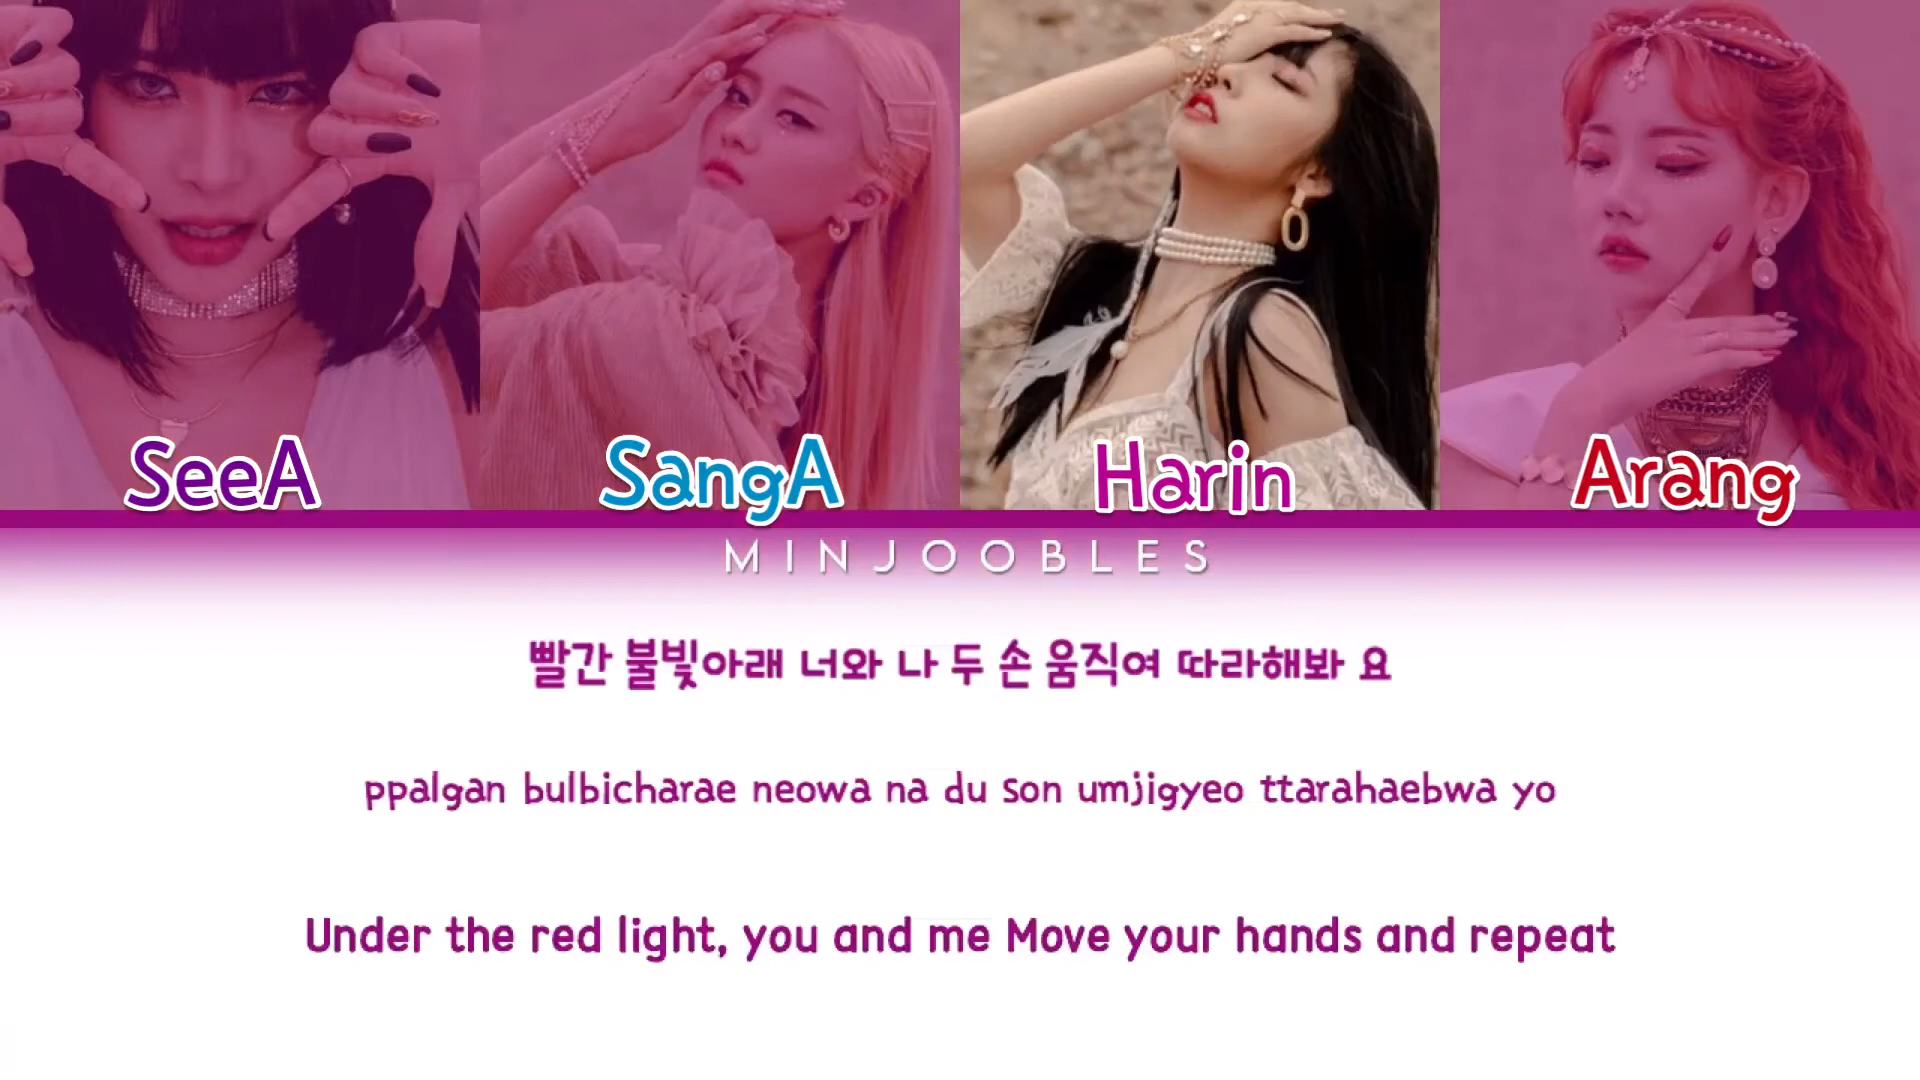 SeeA
SangA
Harin
Arang
MINJOOBLES
빨간 불빛아래 너와 나 두 손 움직여 따라해봐 요
ppalgan bulbicharae neowa na du son umjigyeo ttarahaebwa yo
Under the red light, you and me Move your hands and repeat